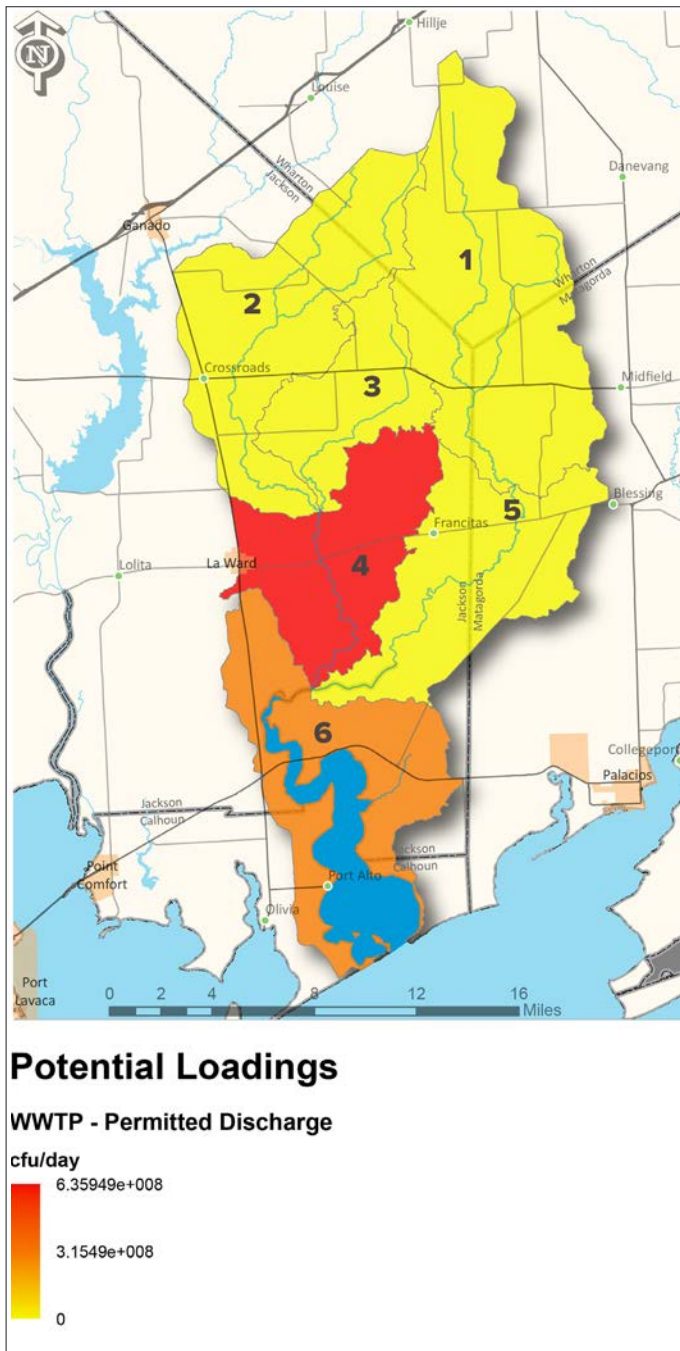 N
Hillje
Louise
Wharton
Jackson
Danevang
Ganado
1
Wharton
Matagorda
2
Crossroads
3
Midfield
5
Blessing
Francitas
La Ward
4
Lolita
Jackson
Matagorda
6
Collegeport
Palacios
Jackson
Calhoun
Jackson
Calhoun
Point
Comfort
Port Alto
Olivia
Port
Lavaca
0 2 4 8 12 16
Miles
Potential Loadings
WWTP - Permitted Discharge
cfu/day
6.35949e+008
3.1549e+008
0